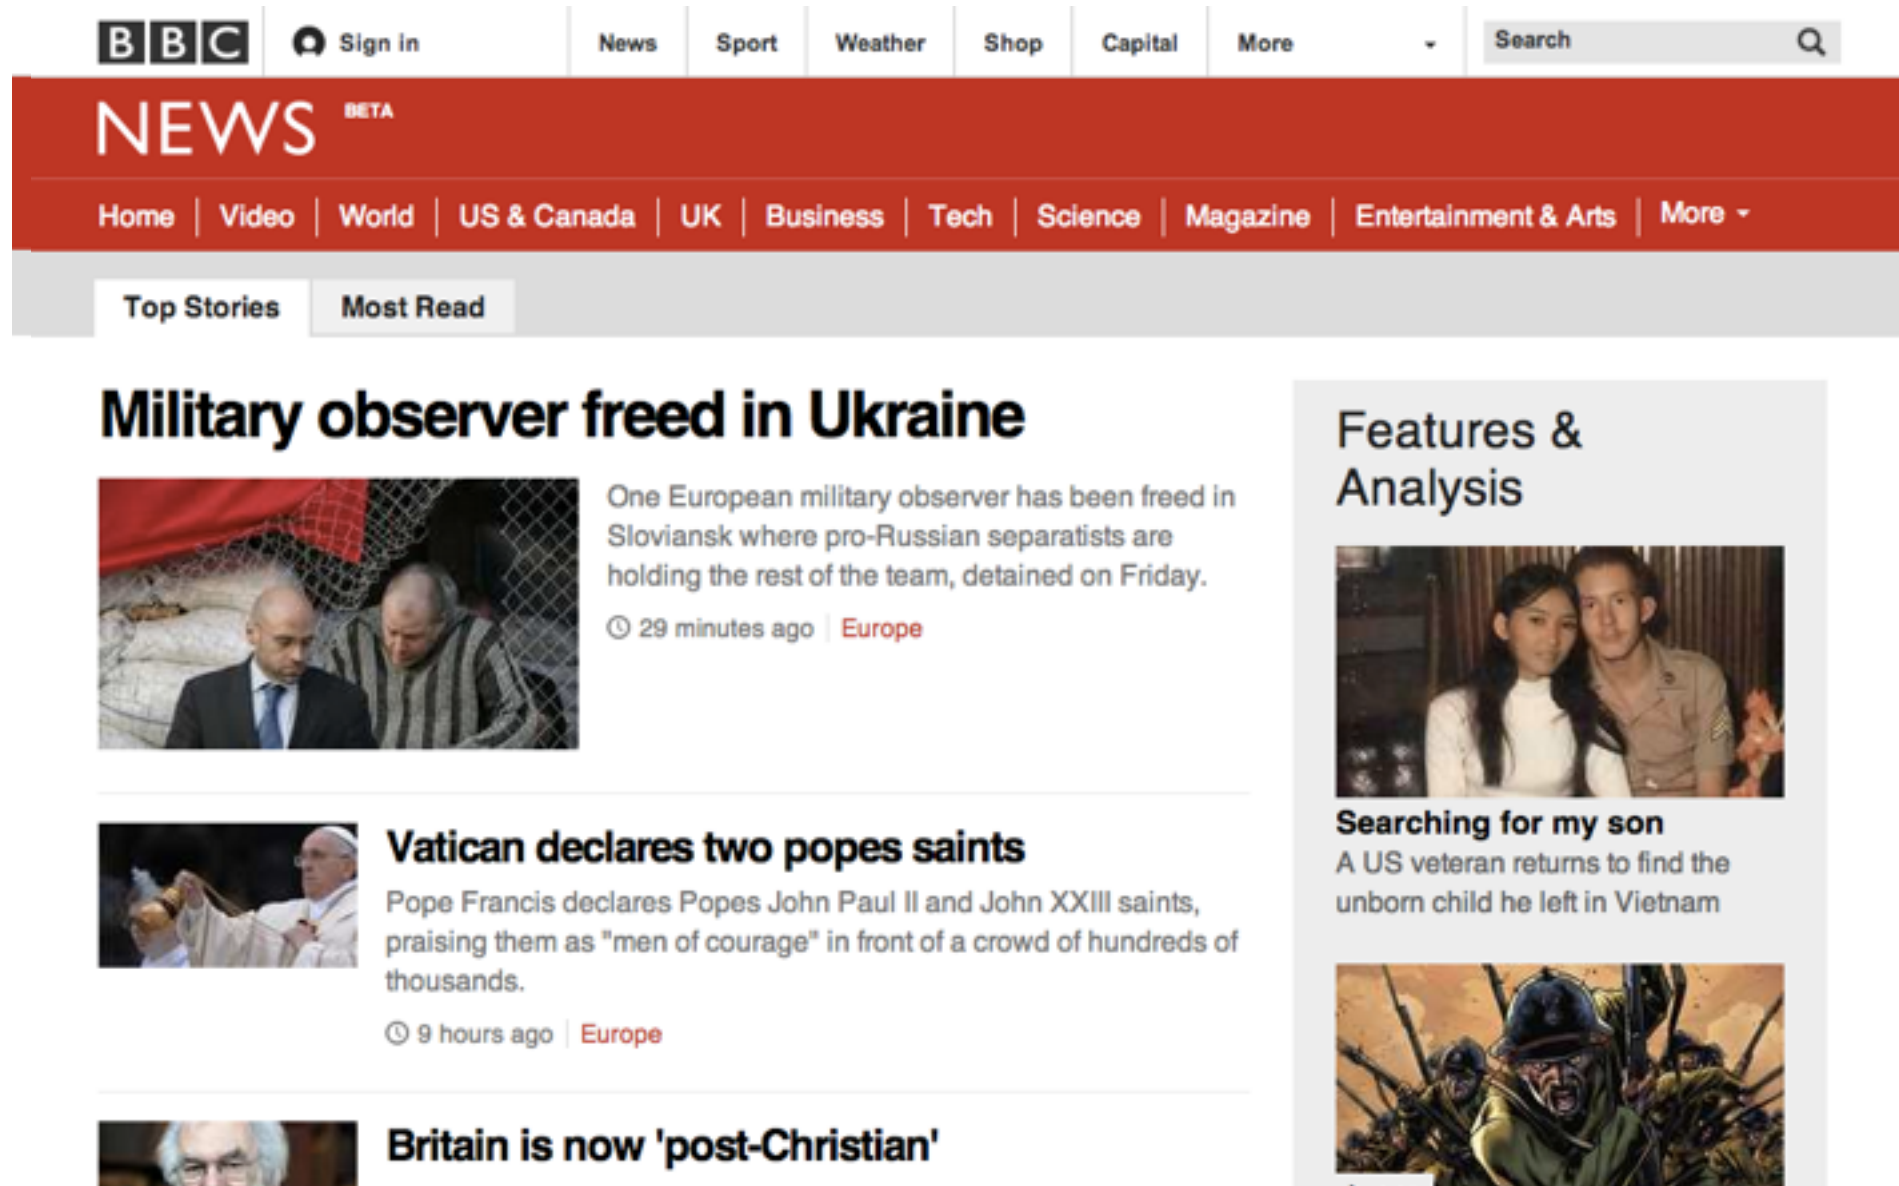 BBC
Sign in
News
Sport
Weather
Shop
Capital
More
Search
NEWS BETA
Home
Video
World
US & Canada
UK
Business
Tech
Science
Magazine
Entertainment & Arts
More
Top Stories
Most Read
Military observer freed in Ukraine
One European military observer has been freed in
Sloviansk where pro-Russian separatists are
holding the rest of the team, detained on Friday.
29 minutes ago
Europe
Vatican declares two popes saints
Pope Francis declares Popes John Paul II and John XXIII saints,
praising them as "men of courage" in front of a crowd of hundreds of
thousands.
9 hours ago
Europe
Britain is now 'post-Christian'
Features &
Analysis
Searching for my son
A US veteran returns to find the
unborn child he left in Vietnam